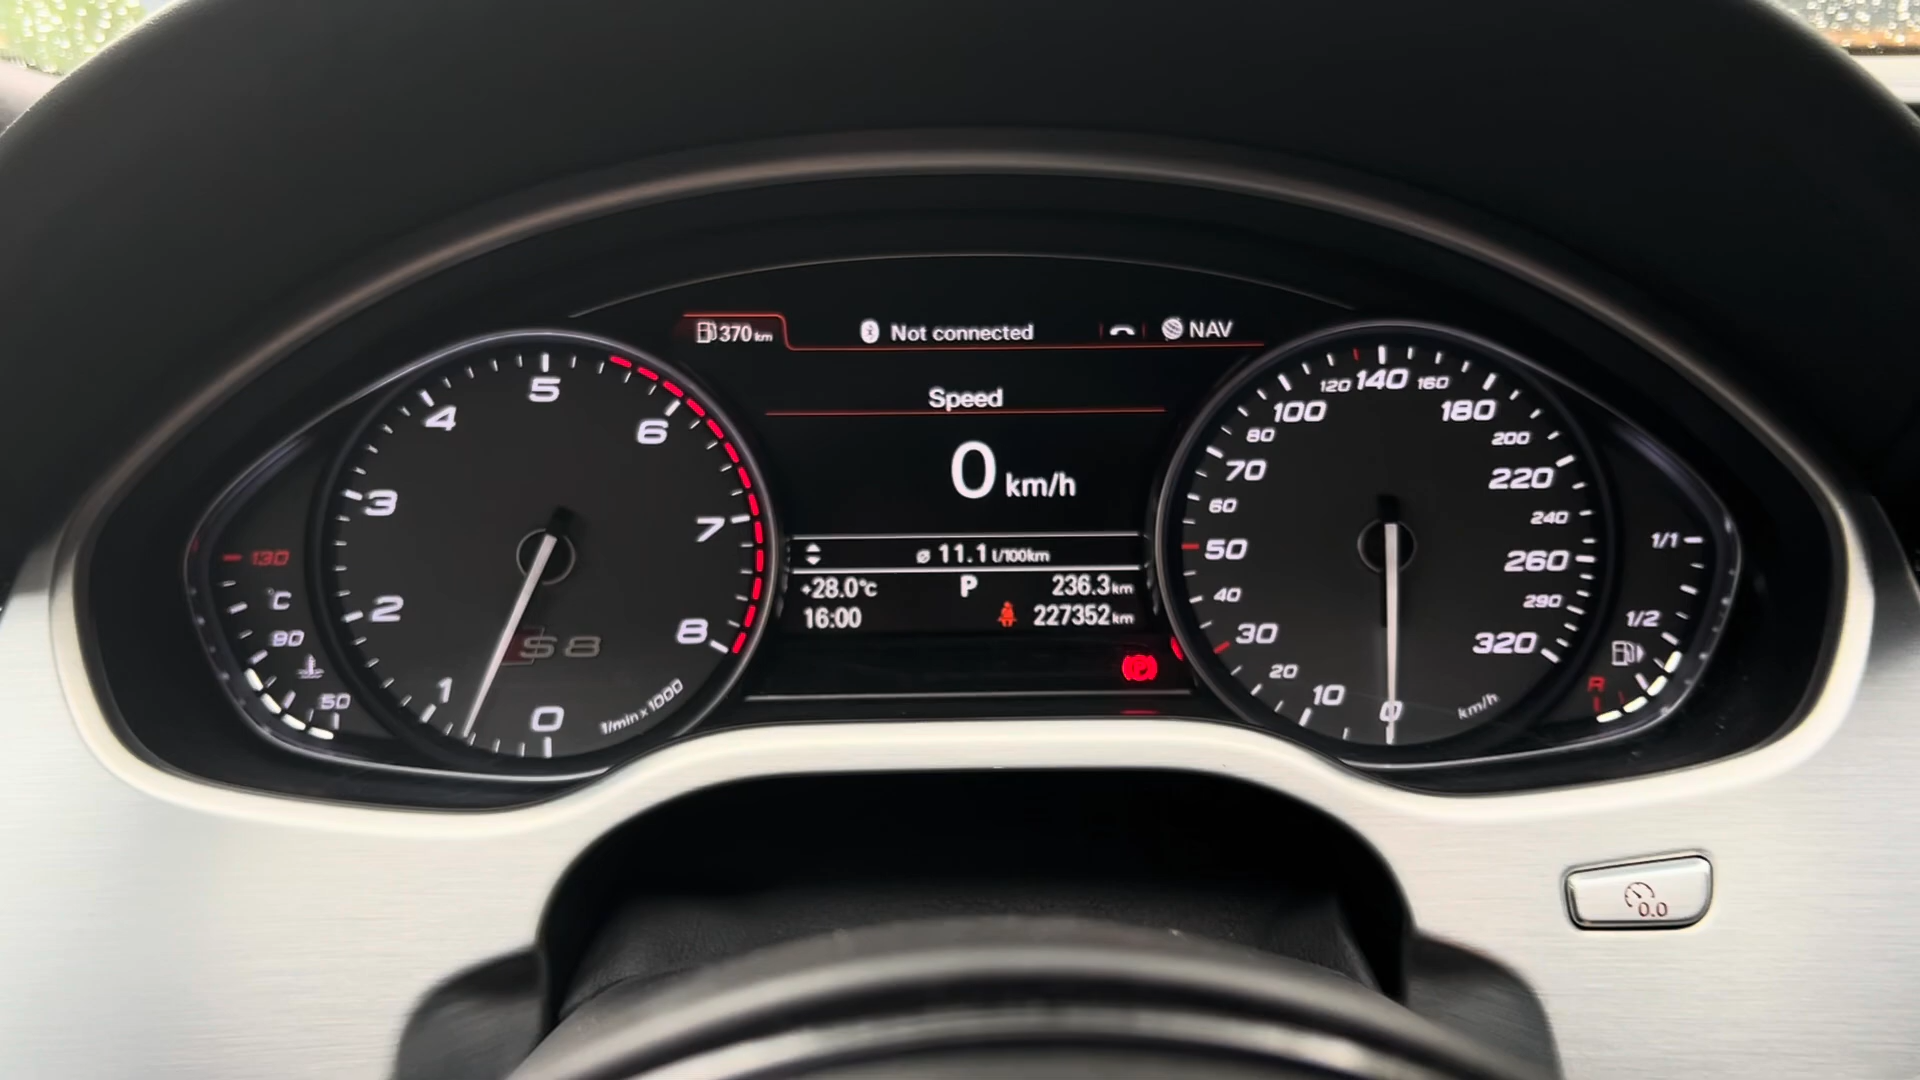 370 km
Not connected
NAV
Speed
0 km/h
ø 11.1 l/100km
+28.0°C P 236.3 km
16:00 227352 km
0
1
2
3
4
5
6
7
8
1/min x 1000
S8
130
°C
90
50
0
10
20
30
40
50
60
70
80
100
120
140
160
180
200
220
240
260
290
320
km/h
1/1
1/2
R
0.0